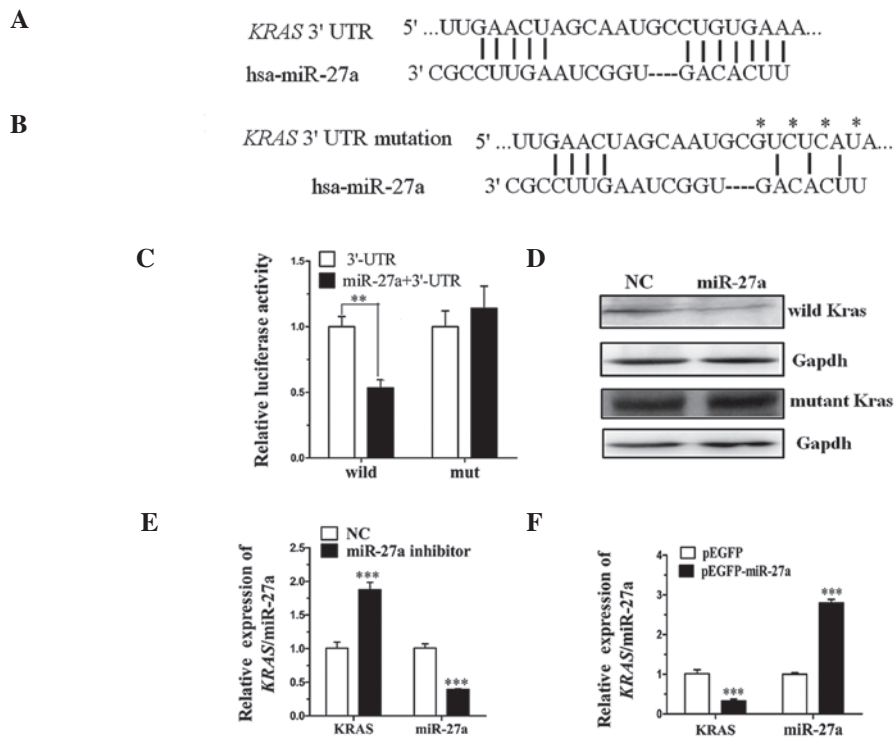 A
KRAS 3' UTR 5' ...UUGAACUAGCAAUGCCUGUGAAA...
hsa-miR-27a 3' CGCCUUGAAUCGGU----GACACUU
B
* * * *
KRAS 3' UTR mutation 5' ...UUGAACUAGCAAUGCGUCUCAUA...
hsa-miR-27a 3' CGCCUUGAAUCGGU----GACACUU
C
3'-UTR
miR-27a+3'-UTR
Relative luciferase activity
1.5
1.0
0.5
0.0
**
wild mut
D
NC miR-27a
wild Kras
Gapdh
mutant Kras
Gapdh
E
NC
miR-27a inhibitor
Relative expression of
KRAS/miR-27a
2.5
2.0
1.5
1.0
0.5
0.0
***
***
KRAS miR-27a
F
pEGFP
pEGFP-miR-27a
Relative expression of
KRAS/miR-27a
4
3
2
1
0
***
***
KRAS miR-27a